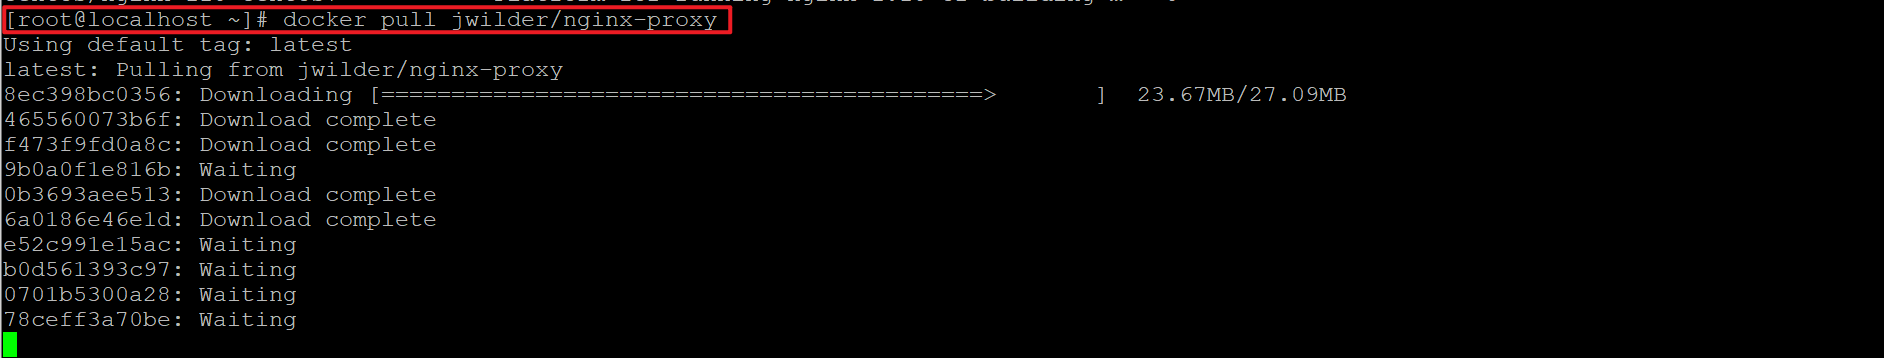 [root@localhost ~]# docker pull jwilder/nginx-proxy
Using default tag: latest
latest: Pulling from jwilder/nginx-proxy
8ec398bc0356: Downloading [===========================================>        ]  23.67MB/27.09MB
465560073b6f: Download complete
f473f9fd0a8c: Download complete
9b0a0f1e816b: Waiting
0b3693aee513: Download complete
6a0186e46e1d: Download complete
e52c991e15ac: Waiting
b0d561393c97: Waiting
0701b5300a28: Waiting
78ceff3a70be: Waiting